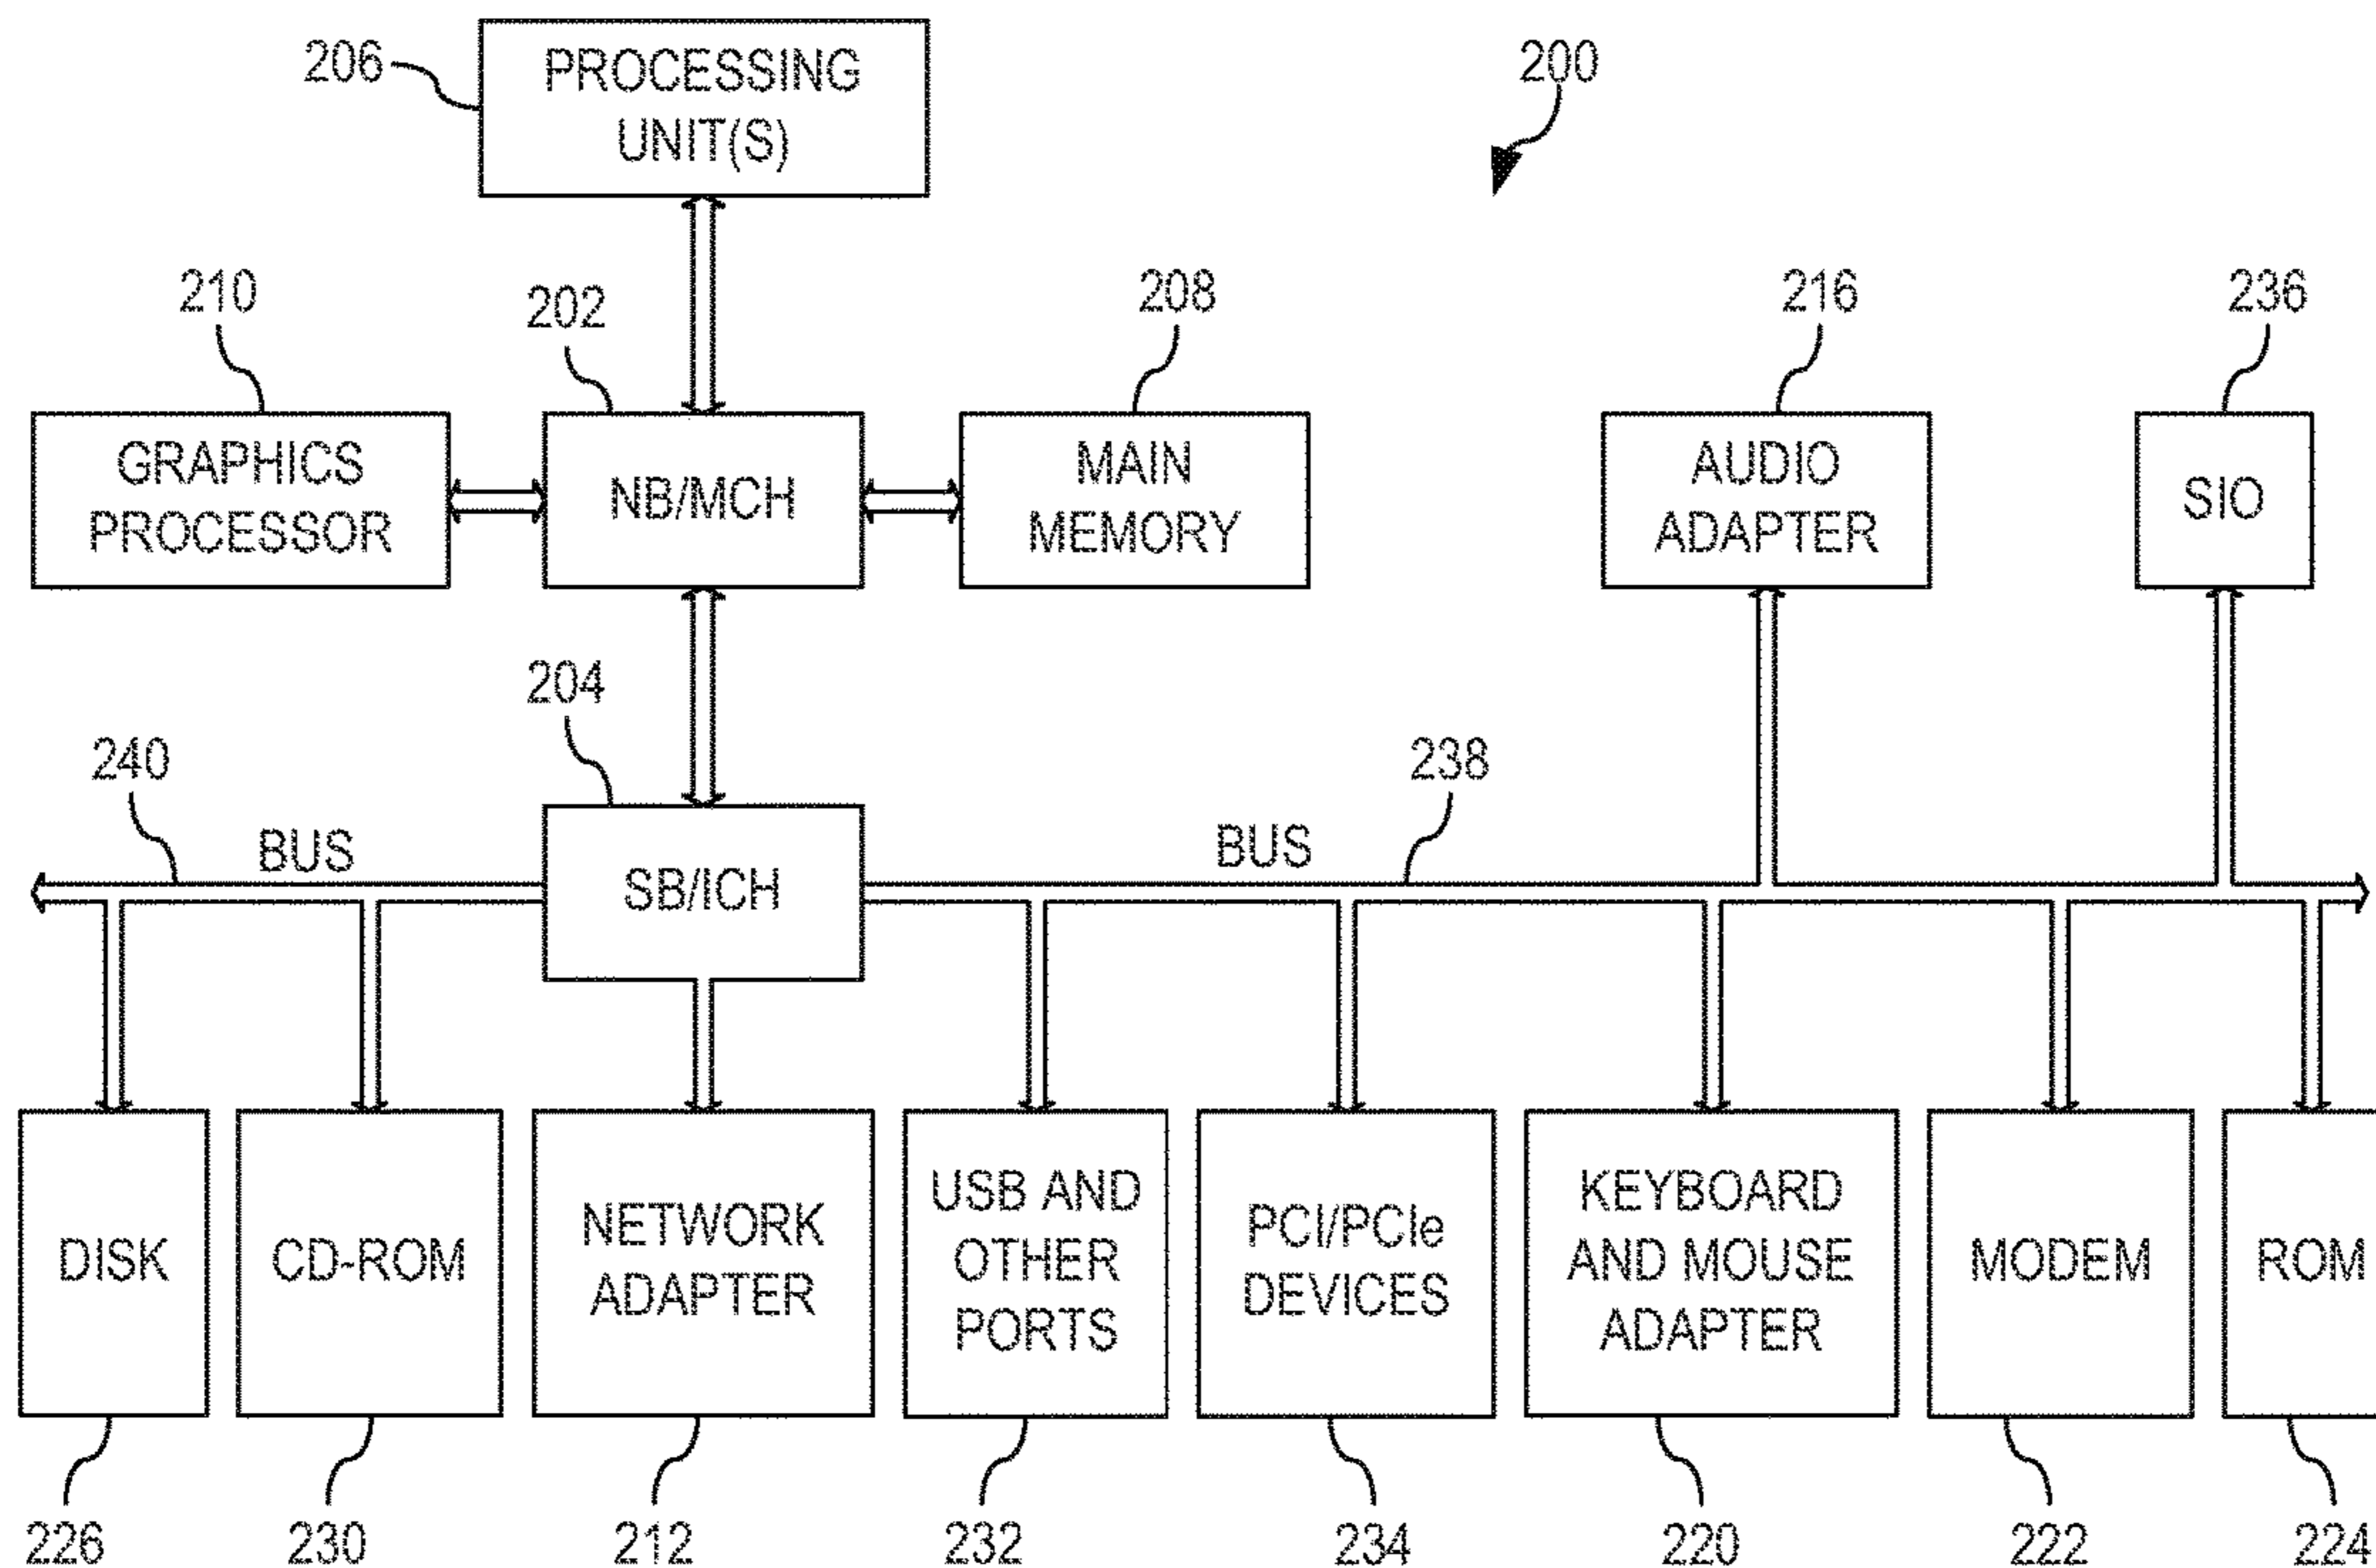 206
PROCESSING
UNIT(S)
200
210
202
208
216
236
GRAPHICS
PROCESSOR
NB/MCH
MAIN
MEMORY
AUDIO
ADAPTER
SIO
204
240
238
BUS
BUS
SB/ICH
DISK
CD-ROM
NETWORK
ADAPTER
USB AND
OTHER
PORTS
PCI/PCIe
DEVICES
KEYBOARD
AND MOUSE
ADAPTER
MODEM
ROM
226
230
212
232
234
220
222
224